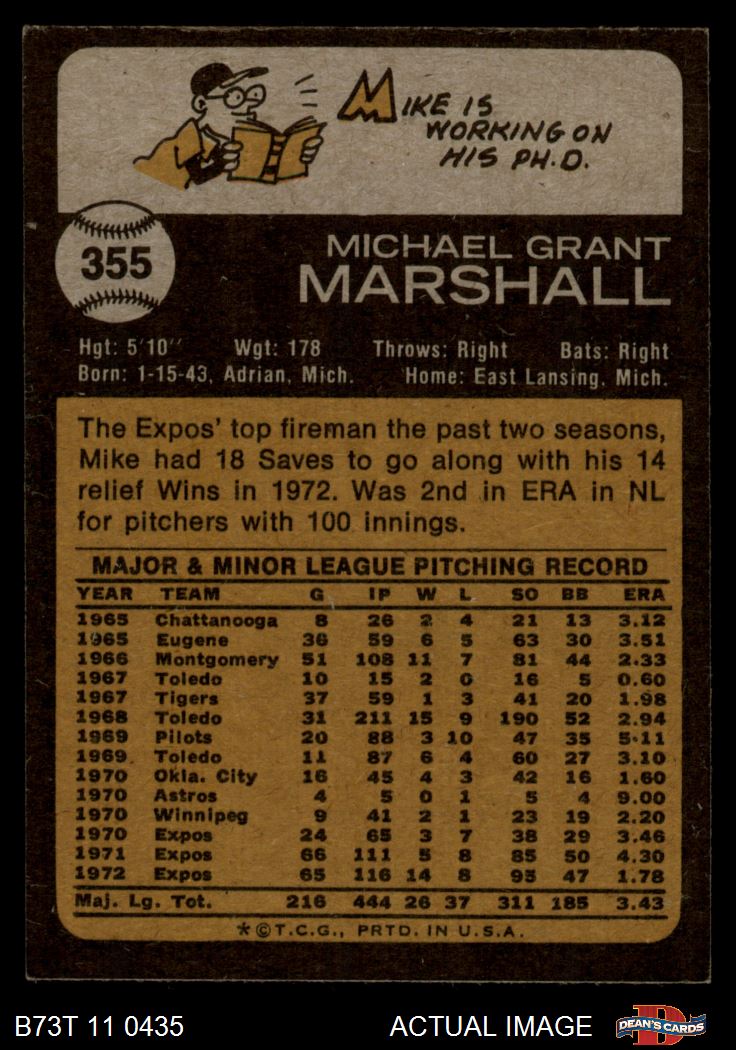 MIKE IS
WORKING ON
HIS PH.D.
355
MICHAEL GRANT
MARSHALL
Hgt: 5'10" Wgt: 178 Throws: Right Bats: Right
Born: 1-15-43, Adrian, Mich. Home: East Lansing, Mich.
The Expos' top fireman the past two seasons,
Mike had 18 Saves to go along with his 14
relief Wins in 1972. Was 2nd in ERA in NL
for pitchers with 100 innings.
MAJOR & MINOR LEAGUE PITCHING RECORD
YEAR TEAM G IP W L SO BB ERA
1965 Chattanooga 8 26 2 4 21 13 3.12
1965 Eugene 36 59 6 5 63 30 3.51
1966 Montgomery 51 108 11 7 81 44 2.33
1967 Toledo 10 15 2 0 16 5 0.60
1967 Tigers 37 59 1 3 41 20 1.98
1968 Toledo 31 211 15 9 190 52 2.94
1969 Pilots 20 88 3 10 47 35 5.11
1969 Toledo 11 87 6 4 60 27 3.10
1970 Okla. City 16 45 4 3 42 16 1.60
1970 Astros 4 5 0 1 5 4 9.00
1970 Winnipeg 9 41 2 1 23 19 2.20
1970 Expos 24 65 3 7 38 29 3.46
1971 Expos 66 111 5 8 85 50 4.30
1972 Expos 65 116 14 8 95 47 1.78
Maj. Lg. Tot. 216 444 26 37 311 185 3.43
*©T.C.G., PRTD. IN U.S.A.
B73T 11 0435 ACTUAL IMAGE D DEAN'S CARDS